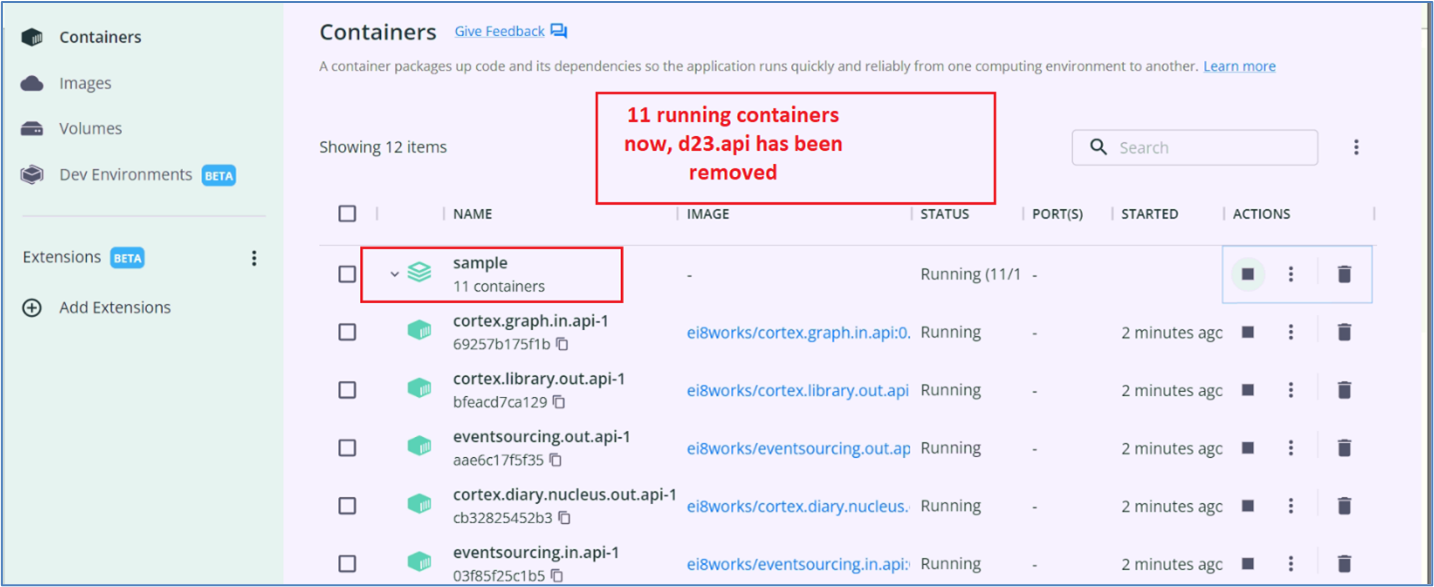 Containers
Images
Volumes
Dev Environments BETA
Extensions BETA
Add Extensions
Containers Give Feedback
A container packages up code and its dependencies so the application runs quickly and reliably from one computing environment to another. Learn more
11 running containers
now, d23.api has been
removed
Showing 12 items
Search
NAME IMAGE STATUS PORT(S) STARTED ACTIONS
sample
11 containers
- Running (11/1 -
cortex.graph.in.api-1
69257b175f1b
ei8works/cortex.graph.in.api:0. Running - 2 minutes ago
cortex.library.out.api-1
bfeacd7ca129
ei8works/cortex.library.out.api Running - 2 minutes ago
eventsourcing.out.api-1
aae6c17f5f35
ei8works/eventsourcing.out.ap Running - 2 minutes ago
cortex.diary.nucleus.out.api-1
cb32825452b3
ei8works/cortex.diary.nucleus. Running - 2 minutes ago
eventsourcing.in.api-1
03f85f25c1b5
ei8works/eventsourcing.in.api: Running - 2 minutes ago